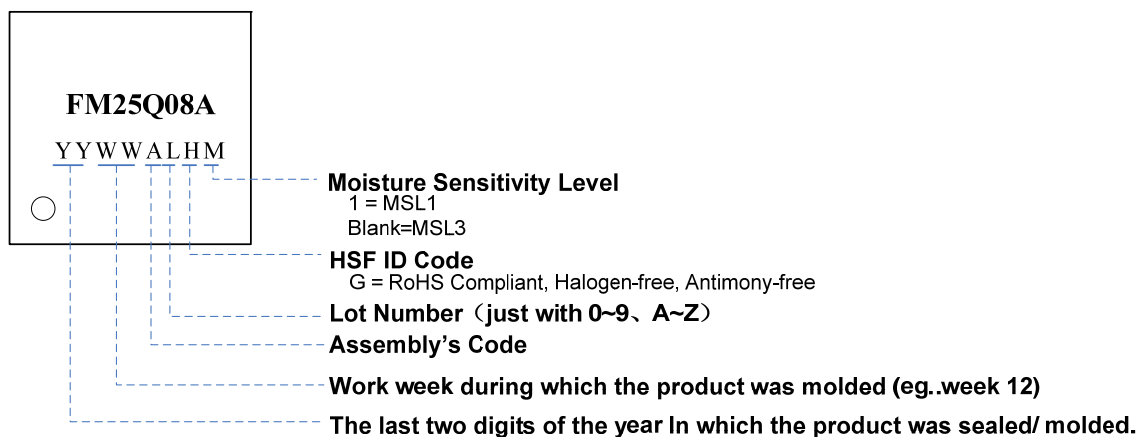 FM25Q08A
YYWWALHM
Moisture Sensitivity Level
1 = MSL1
Blank=MSL3
HSF ID Code
G = RoHS Compliant, Halogen-free, Antimony-free
Lot Number（just with 0~9、A~Z）
Assembly's Code
Work week during which the product was molded (eg..week 12)
The last two digits of the year In which the product was sealed/ molded.